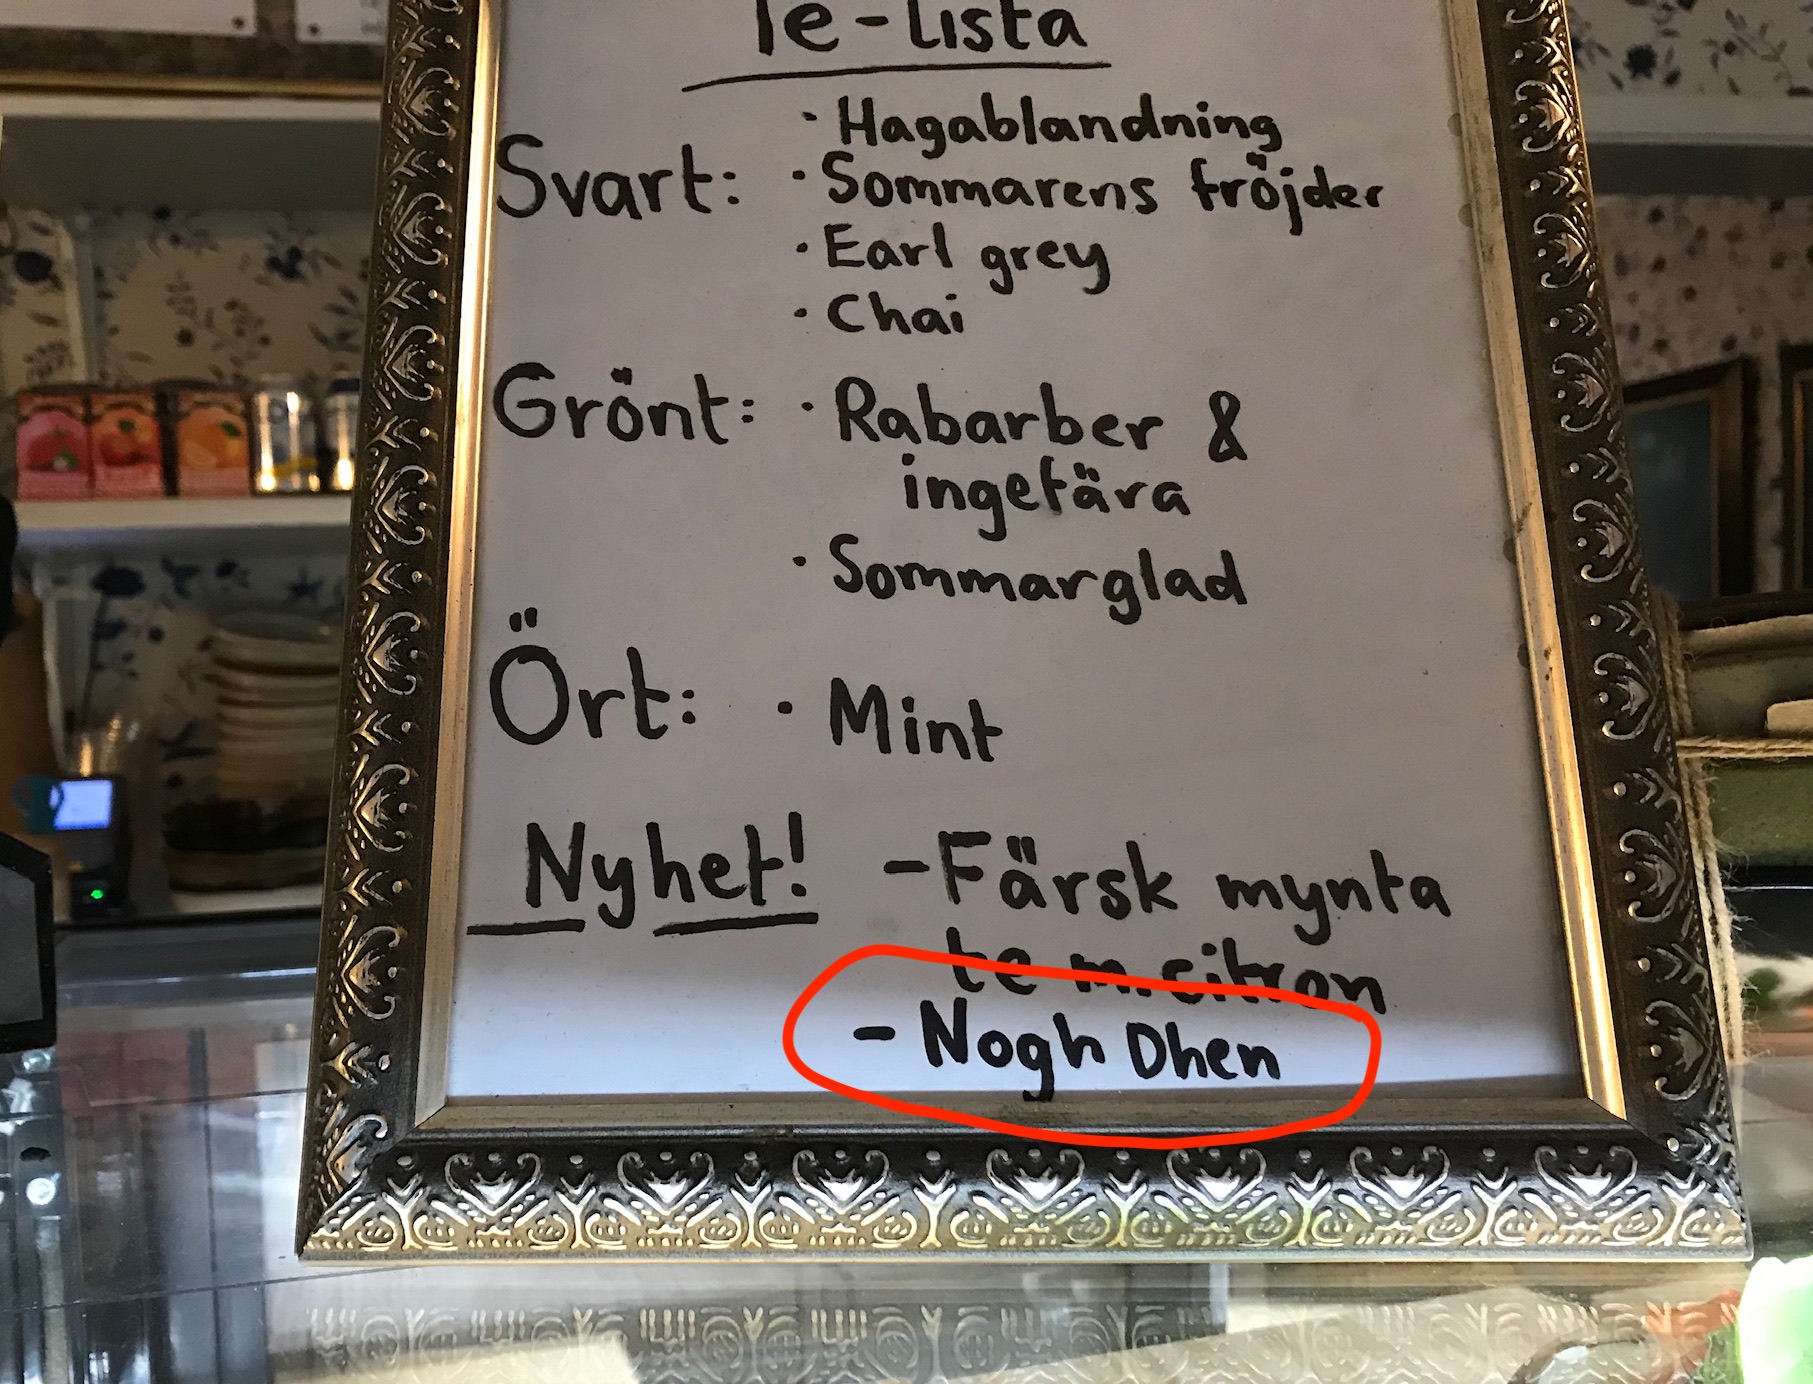 Te-Lista
· Hagablandning
Svart: · Sommarens fröjder
· Earl grey
· Chai
Grönt: · Rabarber &
ingefära
· Sommarglad
Ört: · Mint
Nyhet! - Färsk mynta
te m. citron
- Nogh Dhen